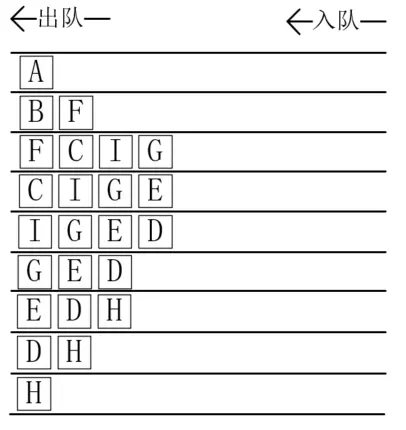 出队 入队
A
B F
F C I G
C I G E
I G E D
G E D
E D H
D H
H